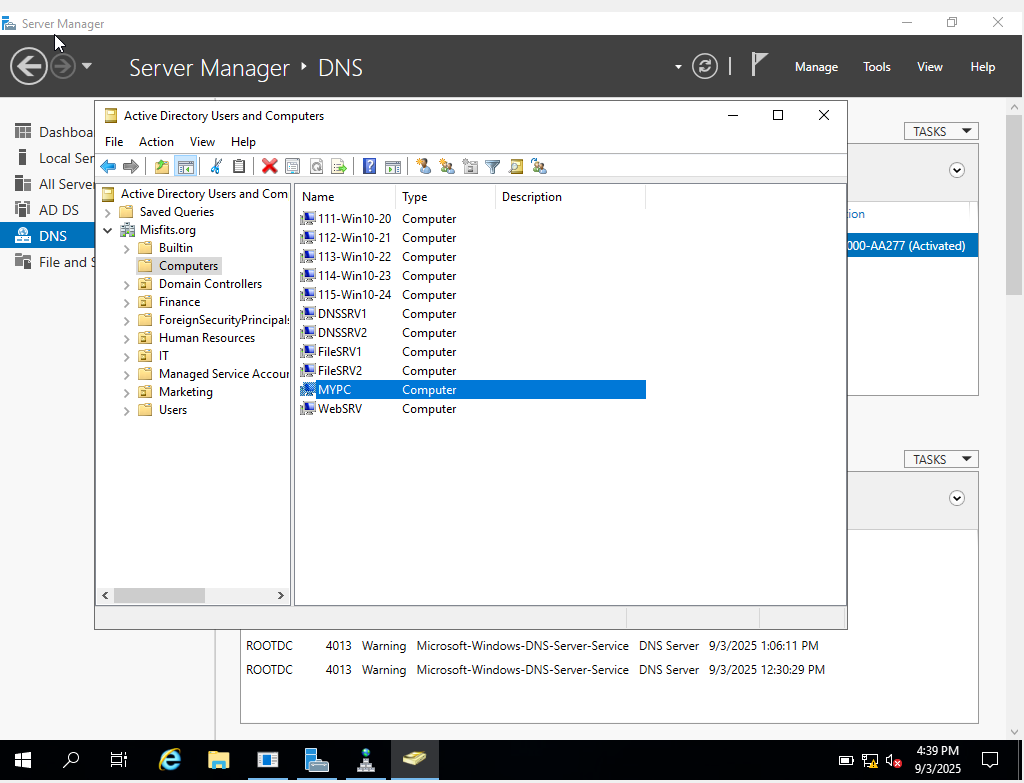 Server Manager
Server Manager • DNS
Manage Tools View Help
Active Directory Users and Computers
File Action View Help
Dashboa
Local Ser
All Server
AD DS
DNS
File and S
TASKS
Active Directory Users and Com
Saved Queries
Misfits.org
Builtin
Computers
Domain Controllers
Finance
ForeignSecurityPrincipals
Human Resources
IT
Managed Service Accour
Marketing
Users
Name Type Description
111-Win10-20 Computer
112-Win10-21 Computer
113-Win10-22 Computer
114-Win10-23 Computer
115-Win10-24 Computer
DNSSRV1 Computer
DNSSRV2 Computer
FileSRV1 Computer
FileSRV2 Computer
MYPC Computer
WebSRV Computer
tion
000-AA277 (Activated)
TASKS
ROOTDC 4013 Warning Microsoft-Windows-DNS-Server-Service DNS Server 9/3/2025 1:06:11 PM
ROOTDC 4013 Warning Microsoft-Windows-DNS-Server-Service DNS Server 9/3/2025 12:30:29 PM
4:39 PM
9/3/2025